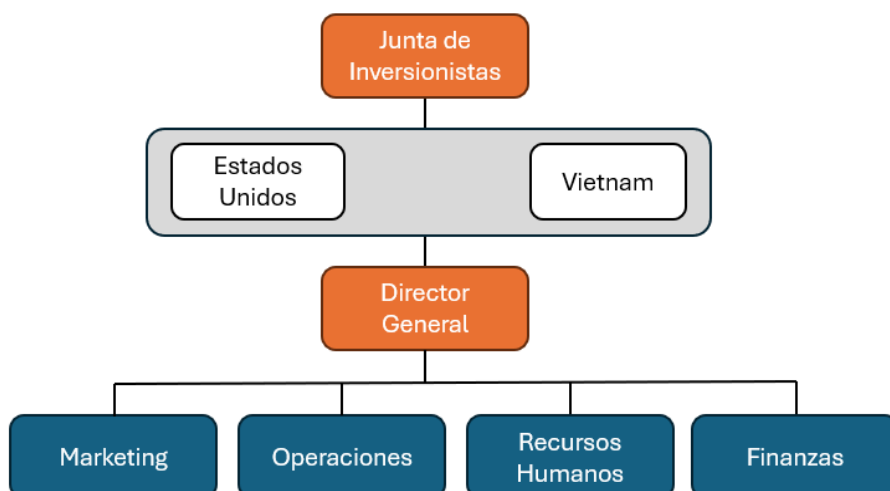 Junta de
Inversionistas
Estados
Unidos
Vietnam
Director
General
Marketing
Operaciones
Recursos
Humanos
Finanzas